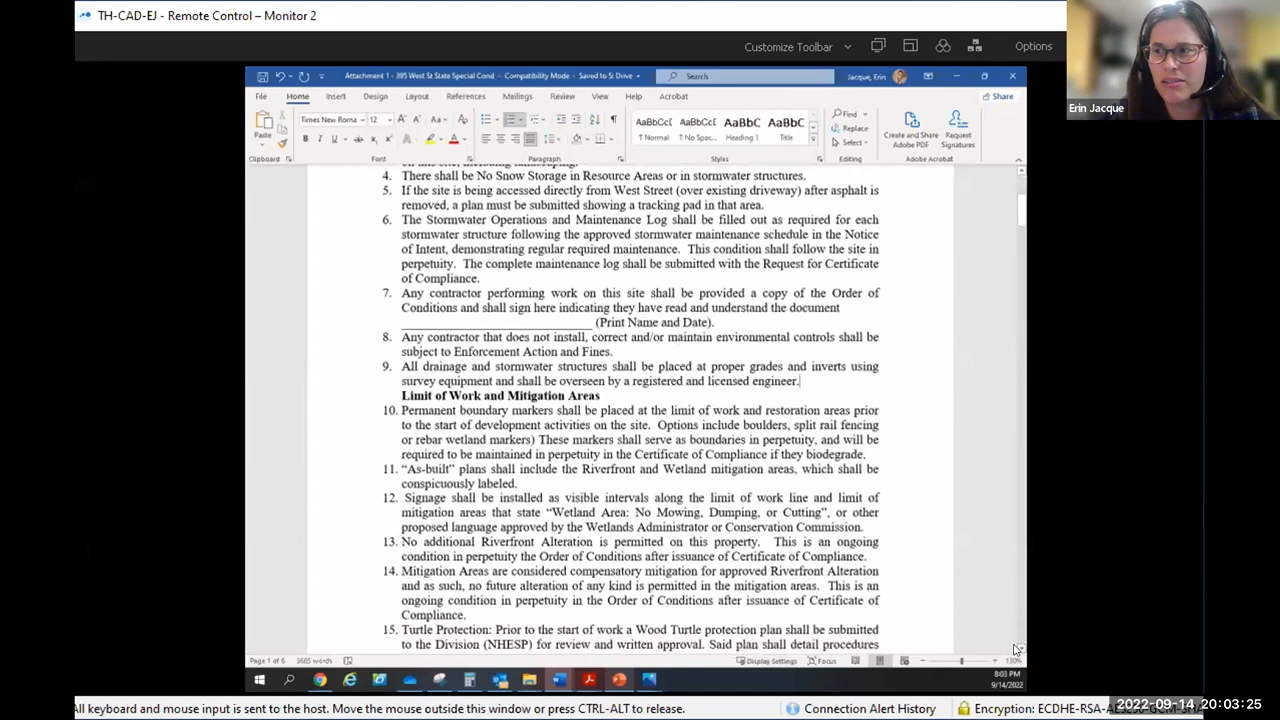 TH-CAD-EJ - Remote Control – Monitor 2
Customize Toolbar
Options
Erin Jacque
Attachment 1 - 395 West St State Special Cond - Compatibility Mode - Saved to S: Drive
Search
Jacque, Erin
File Home Insert Design Layout References Mailings Review View Help Acrobat
Share
Paste
Times New Roma 12
AaBbCcI AaBbCcI AaBbC AaBbC
¶ Normal ¶ No Spac... Heading 1 Title
Find
Replace
Select
Create and Share Adobe PDF
Request Signatures
Clipboard Font Paragraph Styles Editing Adobe Acrobat
on this site, including landscaping.
4. There shall be No Snow Storage in Resource Areas or in stormwater structures.
5. If the site is being accessed directly from West Street (over existing driveway) after asphalt is
removed, a plan must be submitted showing a tracking pad in that area.
6. The Stormwater Operations and Maintenance Log shall be filled out as required for each
stormwater structure following the approved stormwater maintenance schedule in the Notice
of Intent, demonstrating regular required maintenance. This condition shall follow the site in
perpetuity. The complete maintenance log shall be submitted with the Request for Certificate
of Compliance.
7. Any contractor performing work on this site shall be provided a copy of the Order of
Conditions and shall sign here indicating they have read and understand the document
____________________________ (Print Name and Date).
8. Any contractor that does not install, correct and/or maintain environmental controls shall be
subject to Enforcement Action and Fines.
9. All drainage and stormwater structures shall be placed at proper grades and inverts using
survey equipment and shall be overseen by a registered and licensed engineer.
Limit of Work and Mitigation Areas
10. Permanent boundary markers shall be placed at the limit of work and restoration areas prior
to the start of development activities on the site. Options include boulders, split rail fencing
or rebar wetland markers) These markers shall serve as boundaries in perpetuity, and will be
required to be maintained in perpetuity in the Certificate of Compliance if they biodegrade.
11. “As-built” plans shall include the Riverfront and Wetland mitigation areas, which shall be
conspicuously labeled.
12. Signage shall be installed as visible intervals along the limit of work line and limit of
mitigation areas that state “Wetland Area: No Mowing, Dumping, or Cutting”, or other
proposed language approved by the Wetlands Administrator or Conservation Commission.
13. No additional Riverfront Alteration is permitted on this property. This is an ongoing
condition in perpetuity the Order of Conditions after issuance of Certificate of Compliance.
14. Mitigation Areas are considered compensatory mitigation for approved Riverfront Alteration
and as such, no future alteration of any kind is permitted in the mitigation areas. This is an
ongoing condition in perpetuity in the Order of Conditions after issuance of Certificate of
Compliance.
15. Turtle Protection: Prior to the start of work a Wood Turtle protection plan shall be submitted
to the Division (NHESP) for review and written approval. Said plan shall detail procedures
Page 1 of 6 3665 words
Display Settings Focus 130%
8:03 PM
9/14/2022
All keyboard and mouse input is sent to the host. Move the mouse outside this window or press CTRL-ALT to release.
Connection Alert History
Encryption: ECDHE-RSA-
2022-09-14 20:03:25